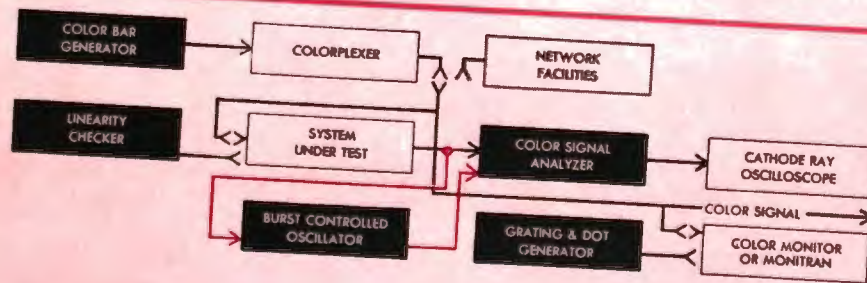 COLOR BAR
GENERATOR
COLORPLEXER
NETWORK
FACILITIES
LINEARITY
CHECKER
SYSTEM
UNDER TEST
COLOR SIGNAL
ANALYZER
CATHODE RAY
OSCILLOSCOPE
BURST CONTROLLED
OSCILLATOR
GRATING & DOT
GENERATOR
COLOR SIGNAL
COLOR MONITOR
OR MONITRAN